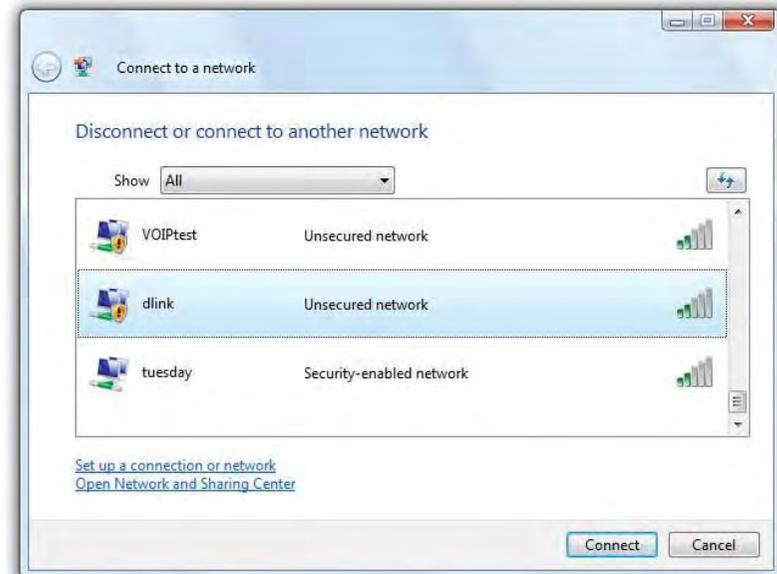 Connect to a network
Disconnect or connect to another network
Show All
VOIPtest Unsecured network
dlink Unsecured network
tuesday Security-enabled network
Set up a connection or network
Open Network and Sharing Center
Connect Cancel